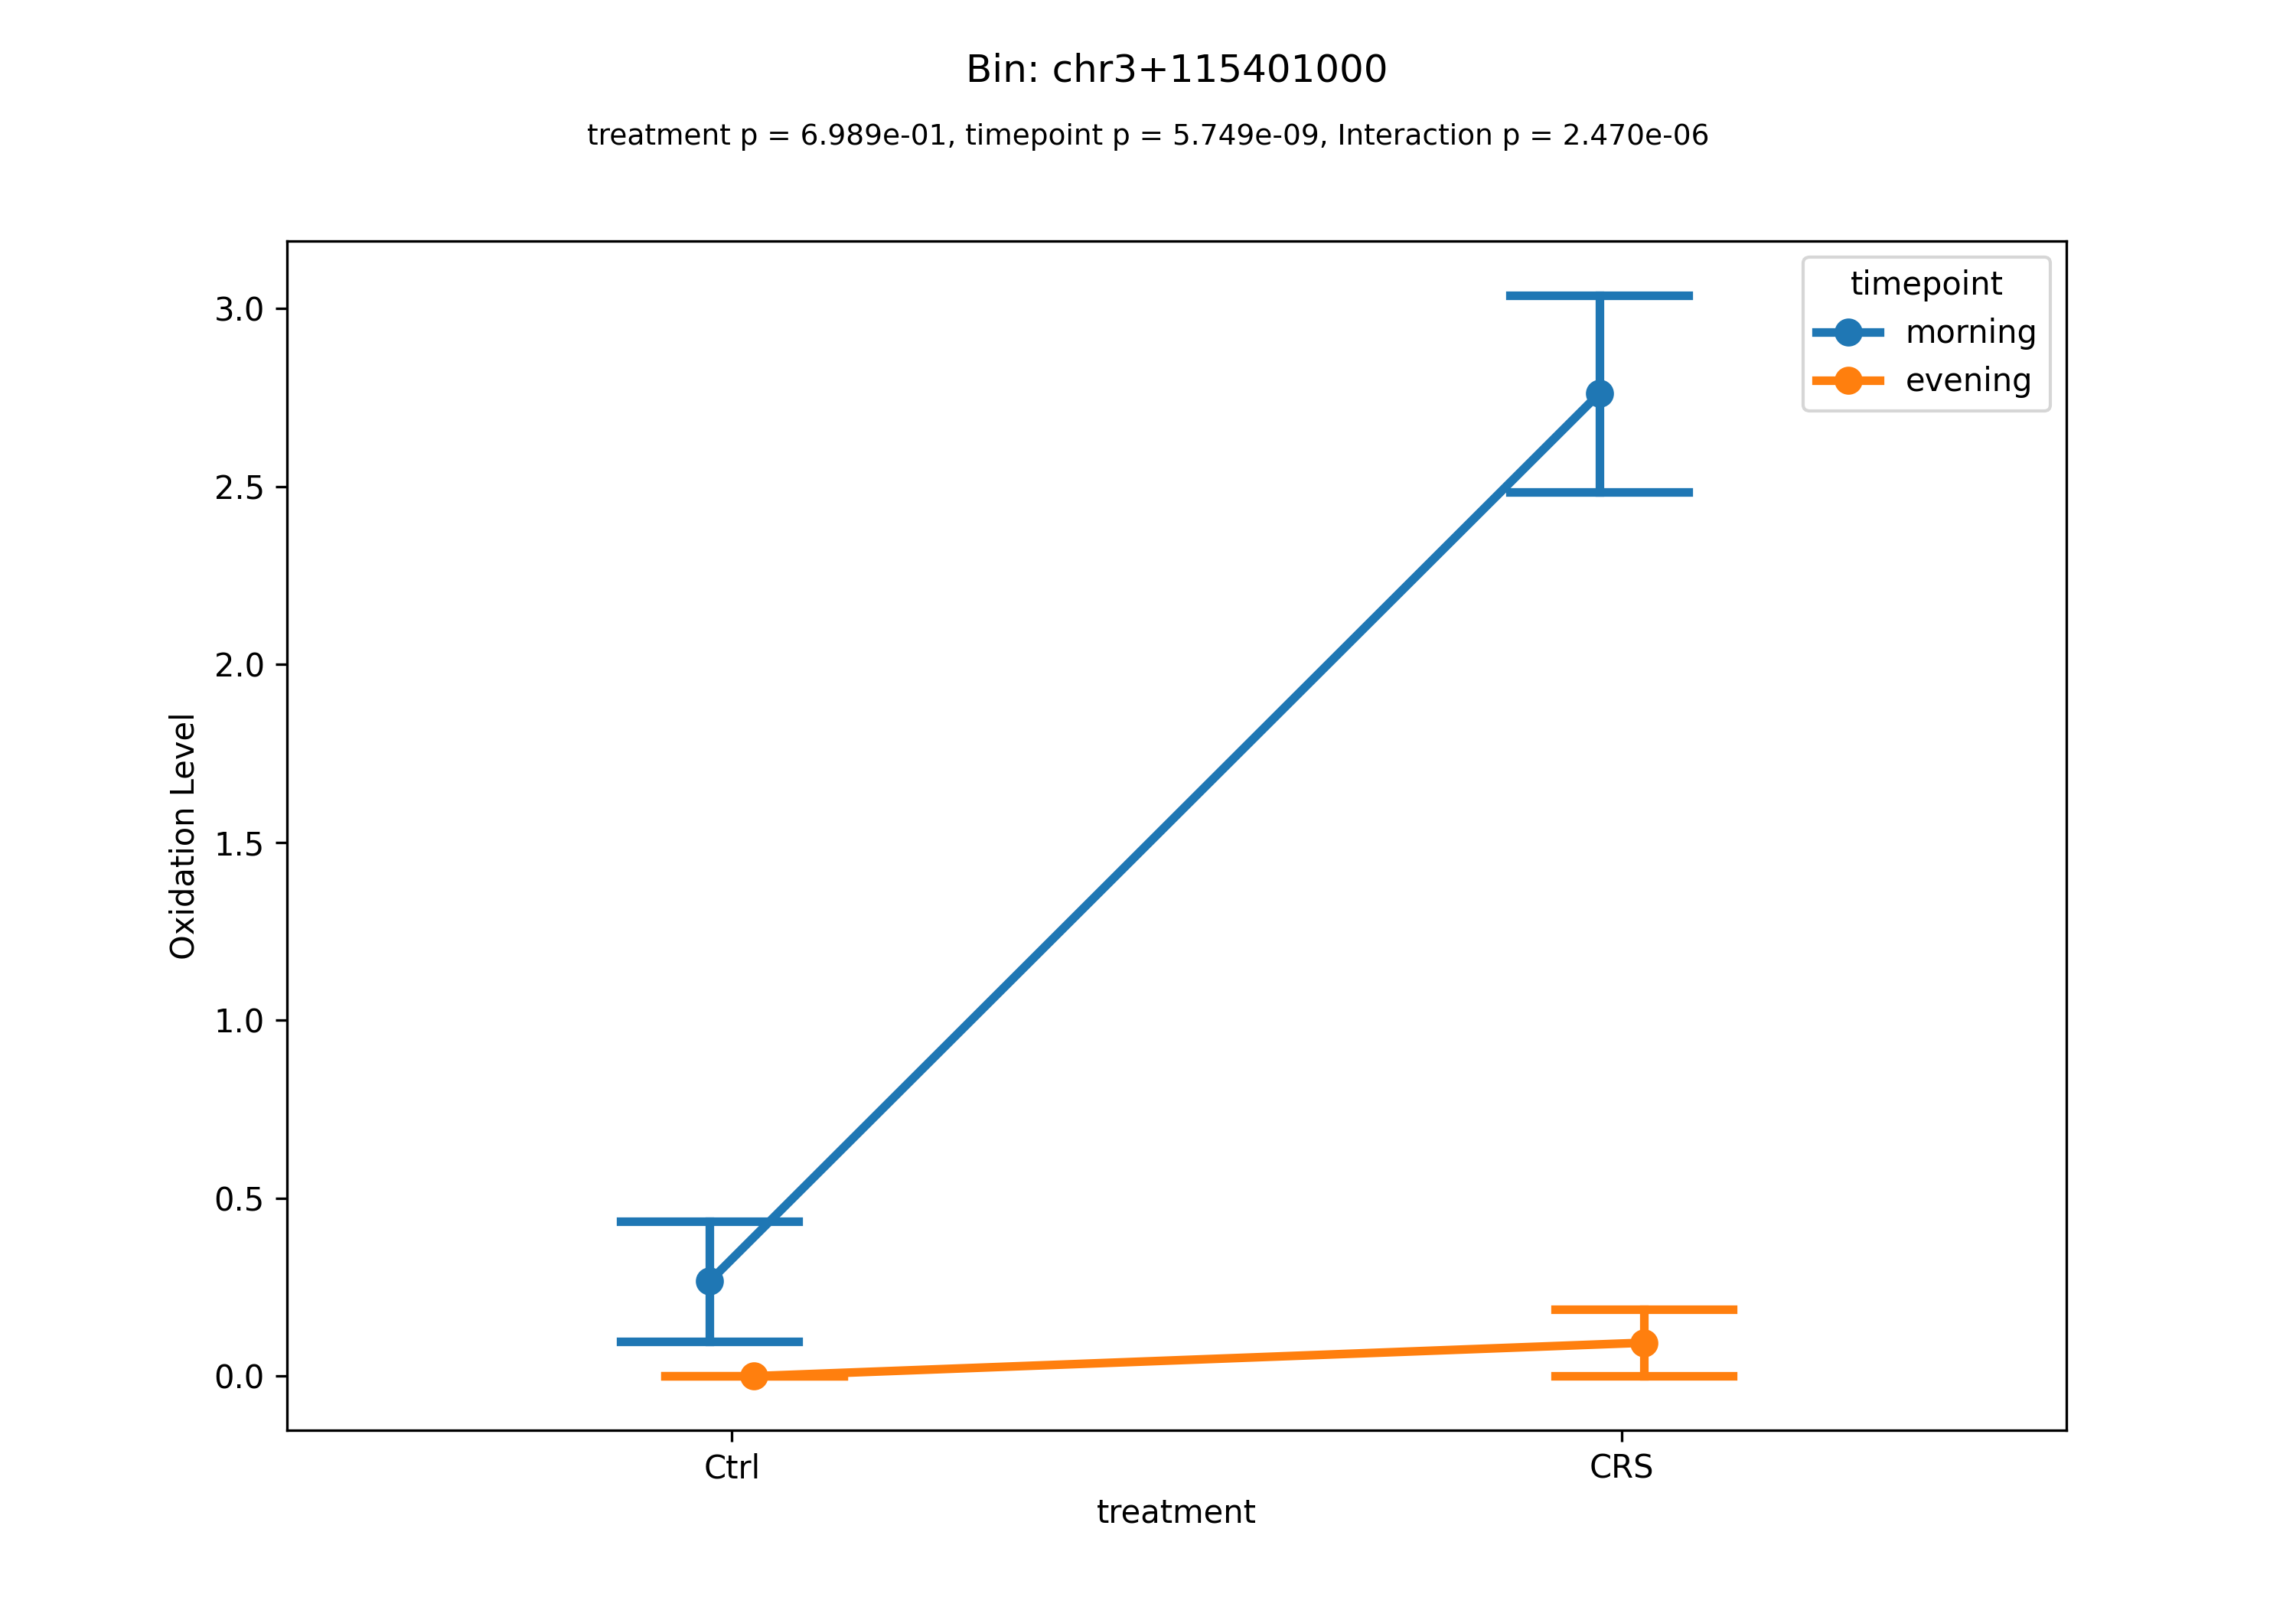 Bin: chr3+115401000
treatment p = 6.989e-01, timepoint p = 5.749e-09, Interaction p = 2.470e-06
timepoint
morning
evening
3.0
2.5
2.0
1.5
1.0
0.5
0.0
Oxidation Level
Ctrl
CRS
treatment